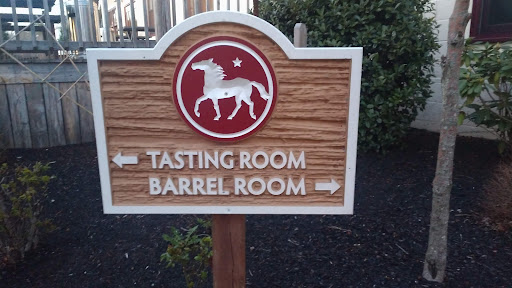 ← TASTING ROOM
BARREL ROOM →